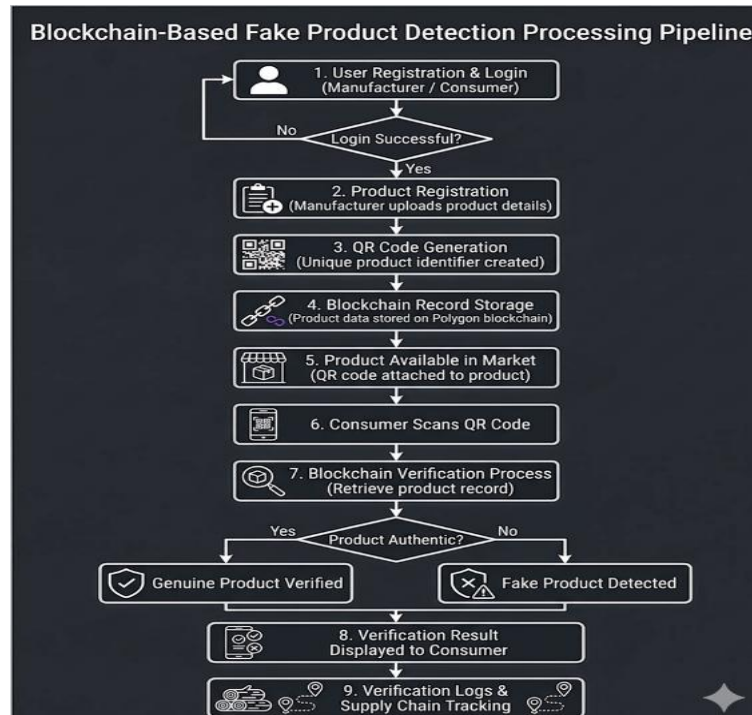 Blockchain-Based Fake Product Detection Processing Pipeline
1. User Registration & Login
(Manufacturer / Consumer)
No
Login Successful?
Yes
2. Product Registration
(Manufacturer uploads product details)
3. QR Code Generation
(Unique product identifier created)
4. Blockchain Record Storage
(Product data stored on Polygon blockchain)
5. Product Available in Market
(QR code attached to product)
6. Consumer Scans QR Code
7. Blockchain Verification Process
(Retrieve product record)
Yes
Product Authentic?
No
Genuine Product Verified
Fake Product Detected
8. Verification Result
Displayed to Consumer
9. Verification Logs &
Supply Chain Tracking